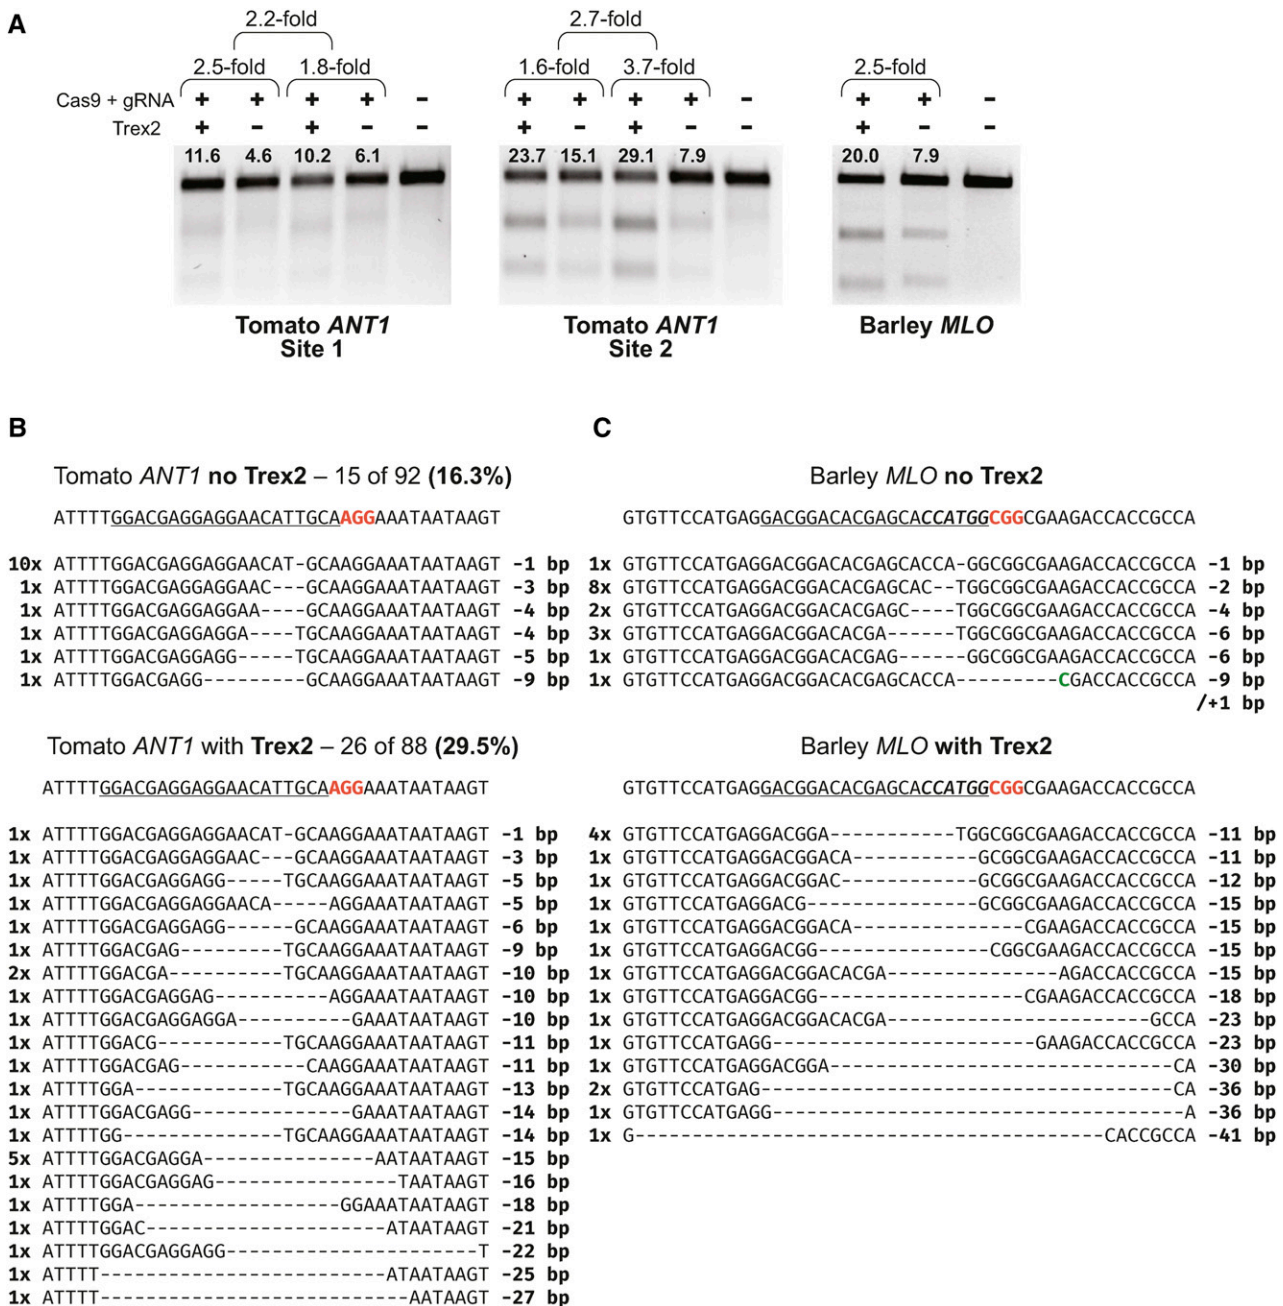 A
2.2-fold
2.7-fold
2.5-fold 1.8-fold
1.6-fold 3.7-fold
2.5-fold
Cas9 + gRNA + + + + - + + + + - + + -
Trex2 + - + - - + - + - - + - -
11.6 4.6 10.2 6.1 23.7 15.1 29.1 7.9 20.0 7.9
Tomato ANT1
Site 1
Tomato ANT1
Site 2
Barley MLO
B
Tomato ANT1 no Trex2 – 15 of 92 (16.3%)
ATTTTGGACGAGGAGGAACATTGCAAGGAAATAATAAGT
10x ATTTTGGACGAGGAGGAACAT-GCAAGGAAATAATAAGT -1 bp
1x ATTTTGGACGAGGAGGAAC---GCAAGGAAATAATAAGT -3 bp
1x ATTTTGGACGAGGAGGAA----GCAAGGAAATAATAAGT -4 bp
1x ATTTTGGACGAGGAGGA----TGCAAGGAAATAATAAGT -4 bp
1x ATTTTGGACGAGGAGG-----TGCAAGGAAATAATAAGT -5 bp
1x ATTTTGGACGAGG---------GCAAGGAAATAATAAGT -9 bp
Tomato ANT1 with Trex2 – 26 of 88 (29.5%)
ATTTTGGACGAGGAGGAACATTGCAAGGAAATAATAAGT
1x ATTTTGGACGAGGAGGAACAT-GCAAGGAAATAATAAGT -1 bp
1x ATTTTGGACGAGGAGGAAC---GCAAGGAAATAATAAGT -3 bp
1x ATTTTGGACGAGGAGG-----TGCAAGGAAATAATAAGT -5 bp
1x ATTTTGGACGAGGAGGAACA-----AGGAAATAATAAGT -5 bp
1x ATTTTGGACGAGGAGG------GCAAGGAAATAATAAGT -6 bp
1x ATTTTGGACGAG---------TGCAAGGAAATAATAAGT -9 bp
2x ATTTTGGACGA----------TGCAAGGAAATAATAAGT -10 bp
1x ATTTTGGACGAGGAG----------AGGAAATAATAAGT -10 bp
1x ATTTTGGACGAGGAGGA----------GAAATAATAAGT -10 bp
1x ATTTTGGACG-----------TGCAAGGAAATAATAAGT -11 bp
1x ATTTTGGACGAG-----------CAAGGAAATAATAAGT -11 bp
1x ATTTTGGA-------------TGCAAGGAAATAATAAGT -13 bp
1x ATTTTGGACGAGG--------------GAAATAATAAGT -14 bp
1x ATTTTGG--------------TGCAAGGAAATAATAAGT -14 bp
5x ATTTTGGACGAGGA---------------AATAATAAGT -15 bp
1x ATTTTGGACGAGGAG----------------TAATAAGT -16 bp
1x ATTTTGGA------------------GGAAATAATAAGT -18 bp
1x ATTTTGGAC---------------------ATAATAAGT -21 bp
1x ATTTTGGACGAGGAGG----------------------T -22 bp
1x ATTTT-------------------------ATAATAAGT -25 bp
1x ATTTT---------------------------AATAAGT -27 bp
C
Barley MLO no Trex2
GTGTTCCATGAGGACGGACACGAGCACCATGGCGGCGAAGACCACCGCCA
1x GTGTTCCATGAGGACGGACACGAGCACCA-GGCGGCGAAGACCACCGCCA -1 bp
8x GTGTTCCATGAGGACGGACACGAGCAC--TGGCGGCGAAGACCACCGCCA -2 bp
2x GTGTTCCATGAGGACGGACACGAGC----TGGCGGCGAAGACCACCGCCA -4 bp
3x GTGTTCCATGAGGACGGACACGA------TGGCGGCGAAGACCACCGCCA -6 bp
1x GTGTTCCATGAGGACGGACACGAG------GGCGGCGAAGACCACCGCCA -6 bp
1x GTGTTCCATGAGGACGGACACGAGCACCA---------CGACCACCGCCA -9 bp
/+1 bp
Barley MLO with Trex2
GTGTTCCATGAGGACGGACACGAGCACCATGGCGGCGAAGACCACCGCCA
4x GTGTTCCATGAGGACGGA-----------TGGCGGCGAAGACCACCGCCA -11 bp
1x GTGTTCCATGAGGACGGACA-----------GCGGCGAAGACCACCGCCA -11 bp
1x GTGTTCCATGAGGACGGAC------------GCGGCGAAGACCACCGCCA -12 bp
1x GTGTTCCATGAGGACG---------------GCGGCGAAGACCACCGCCA -15 bp
1x GTGTTCCATGAGGACGGACA---------------CGAAGACCACCGCCA -15 bp
1x GTGTTCCATGAGGACGG---------------CGGCGAAGACCACCGCCA -15 bp
1x GTGTTCCATGAGGACGGACACGA---------------AGACCACCGCCA -15 bp
1x GTGTTCCATGAGGACGG------------------CGAAGACCACCGCCA -18 bp
1x GTGTTCCATGAGGACGGACACGA-----------------------GCCA -23 bp
1x GTGTTCCATGAGG-----------------------GAAGACCACCGCCA -23 bp
1x GTGTTCCATGAGGACGGA------------------------------CA -30 bp
2x GTGTTCCATGAG------------------------------------CA -36 bp
1x GTGTTCCATGAGG------------------------------------A -36 bp
1x G-----------------------------------------CACCGCCA -41 bp